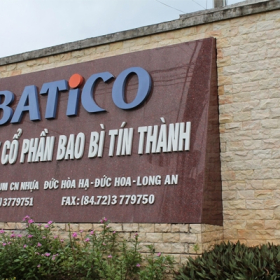 BATiCO
CỔ PHẦN BAO BÌ TÍN THÀNH
CN NHỰA ĐỨC HÒA HẠ-ĐỨC HOA-LONG AN
)3779751 FAX: (84.72)3 779750